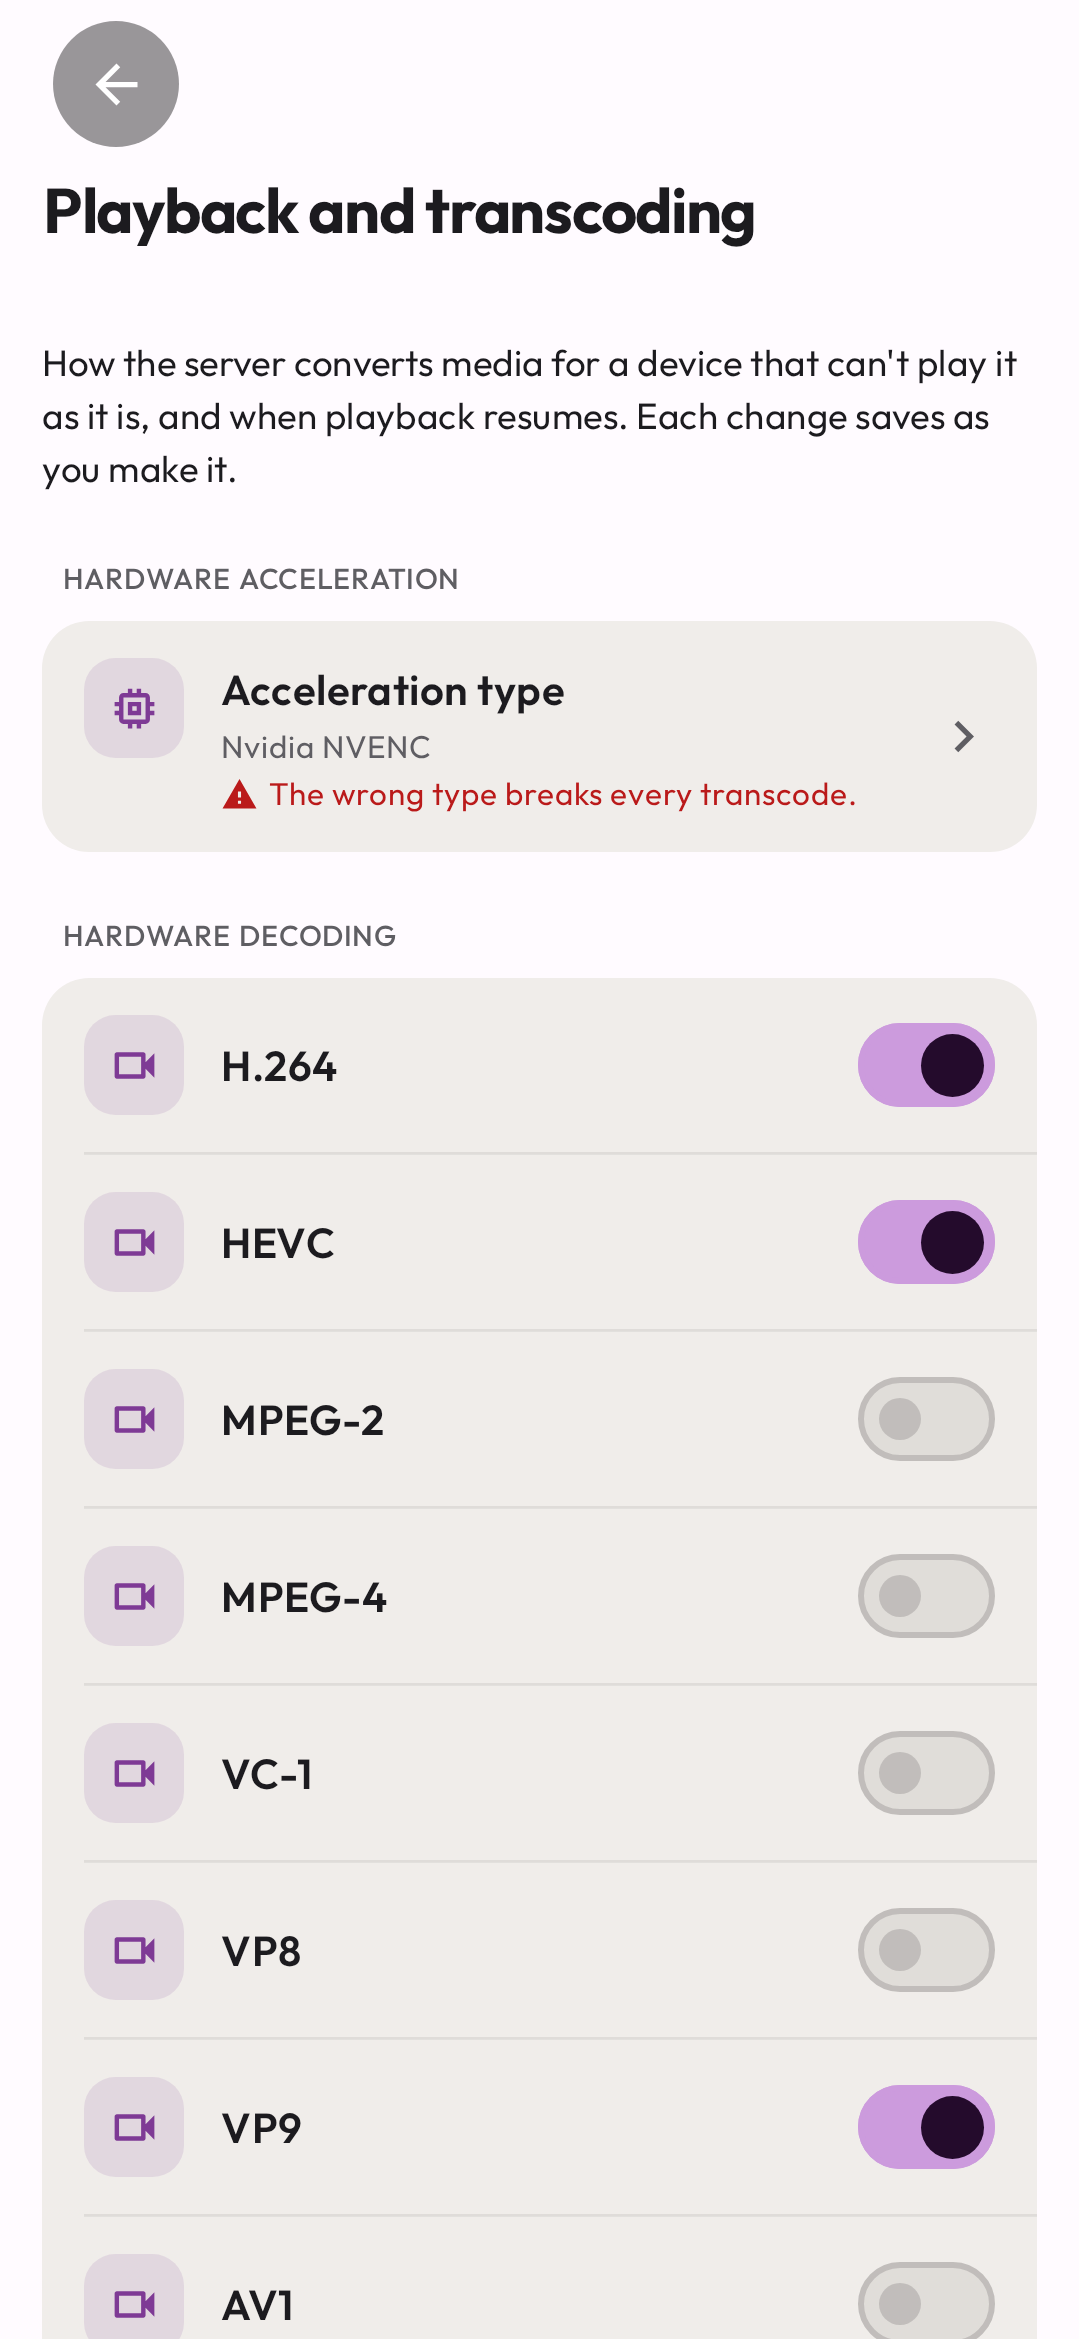 Playback and transcoding
How the server converts media for a device that can't play it
as it is, and when playback resumes. Each change saves as
you make it.
HARDWARE ACCELERATION
Acceleration type
Nvidia NVENC
The wrong type breaks every transcode.
HARDWARE DECODING
H.264
HEVC
MPEG-2
MPEG-4
VC-1
VP8
VP9
AV1